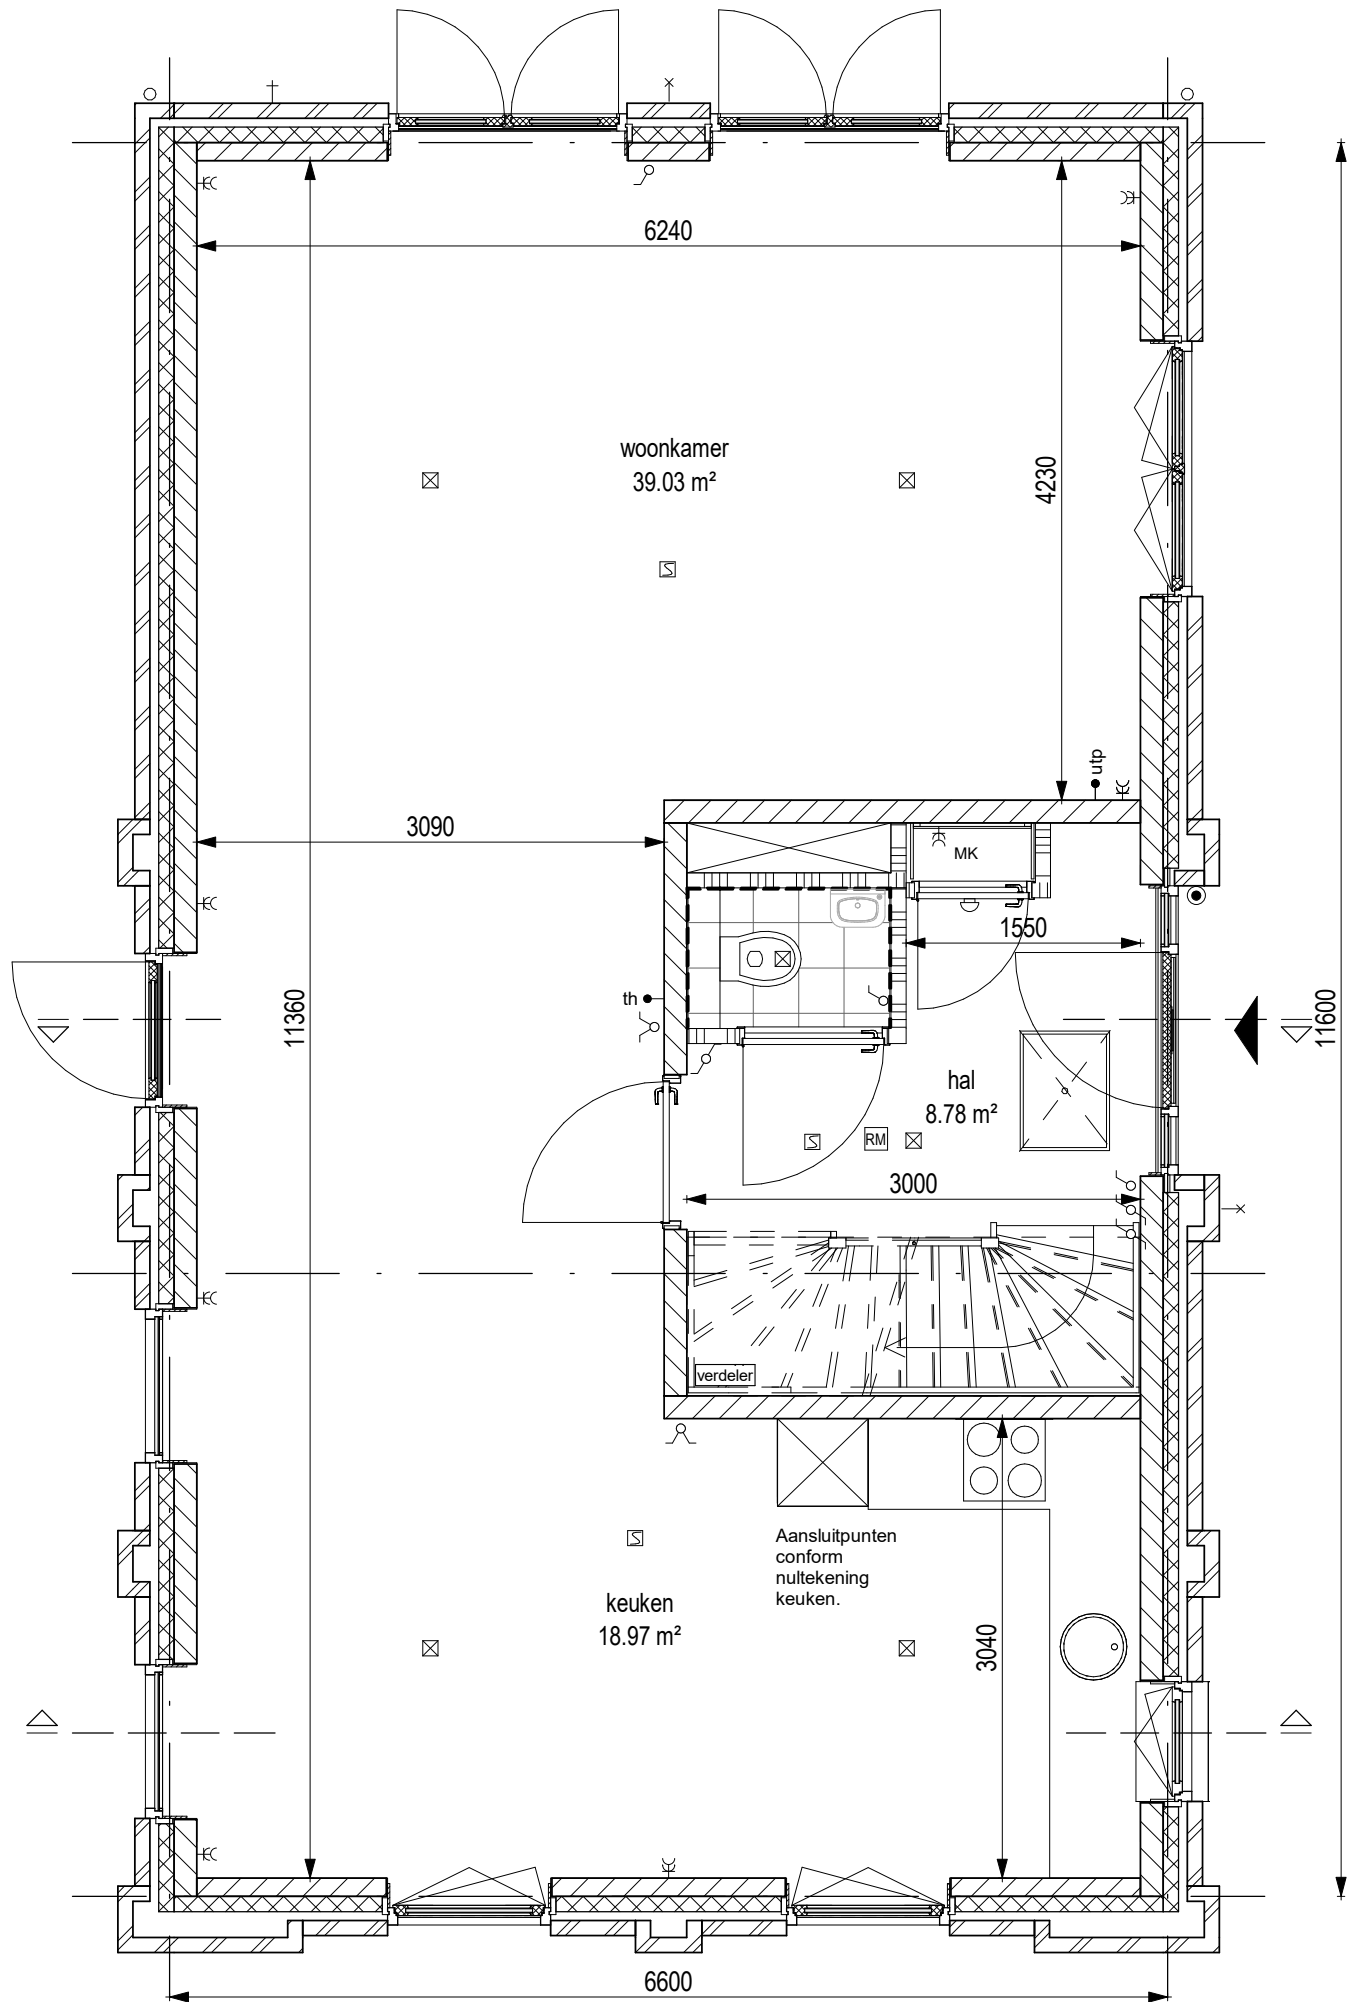 6240
woonkamer
39.03 m²
4230
utp
3090
MK
1550
11360
th
11600
hal
8.78 m²
RM
3000
verdeler
Aansluitpunten
conform
nultekening
keuken.
keuken
18.97 m²
3040
6600